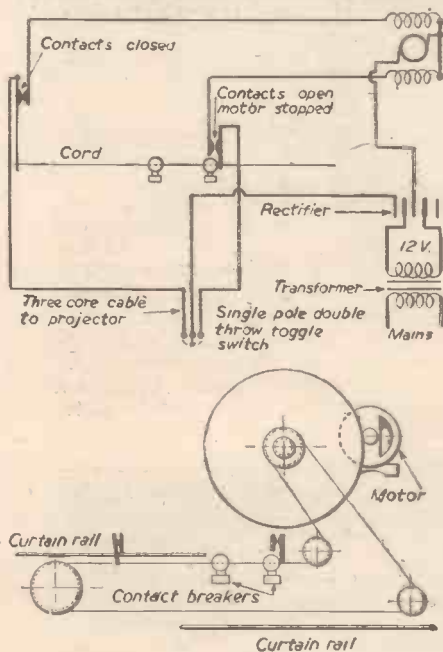 Contacts closed
Contacts open
motor stopped
Cord
Rectifier
12 V.
Transformer
Three core cable
to projector
Single pole double
throw toggle
switch
Mains
Motor
Curtain rail
Contact breakers
Curtain rail